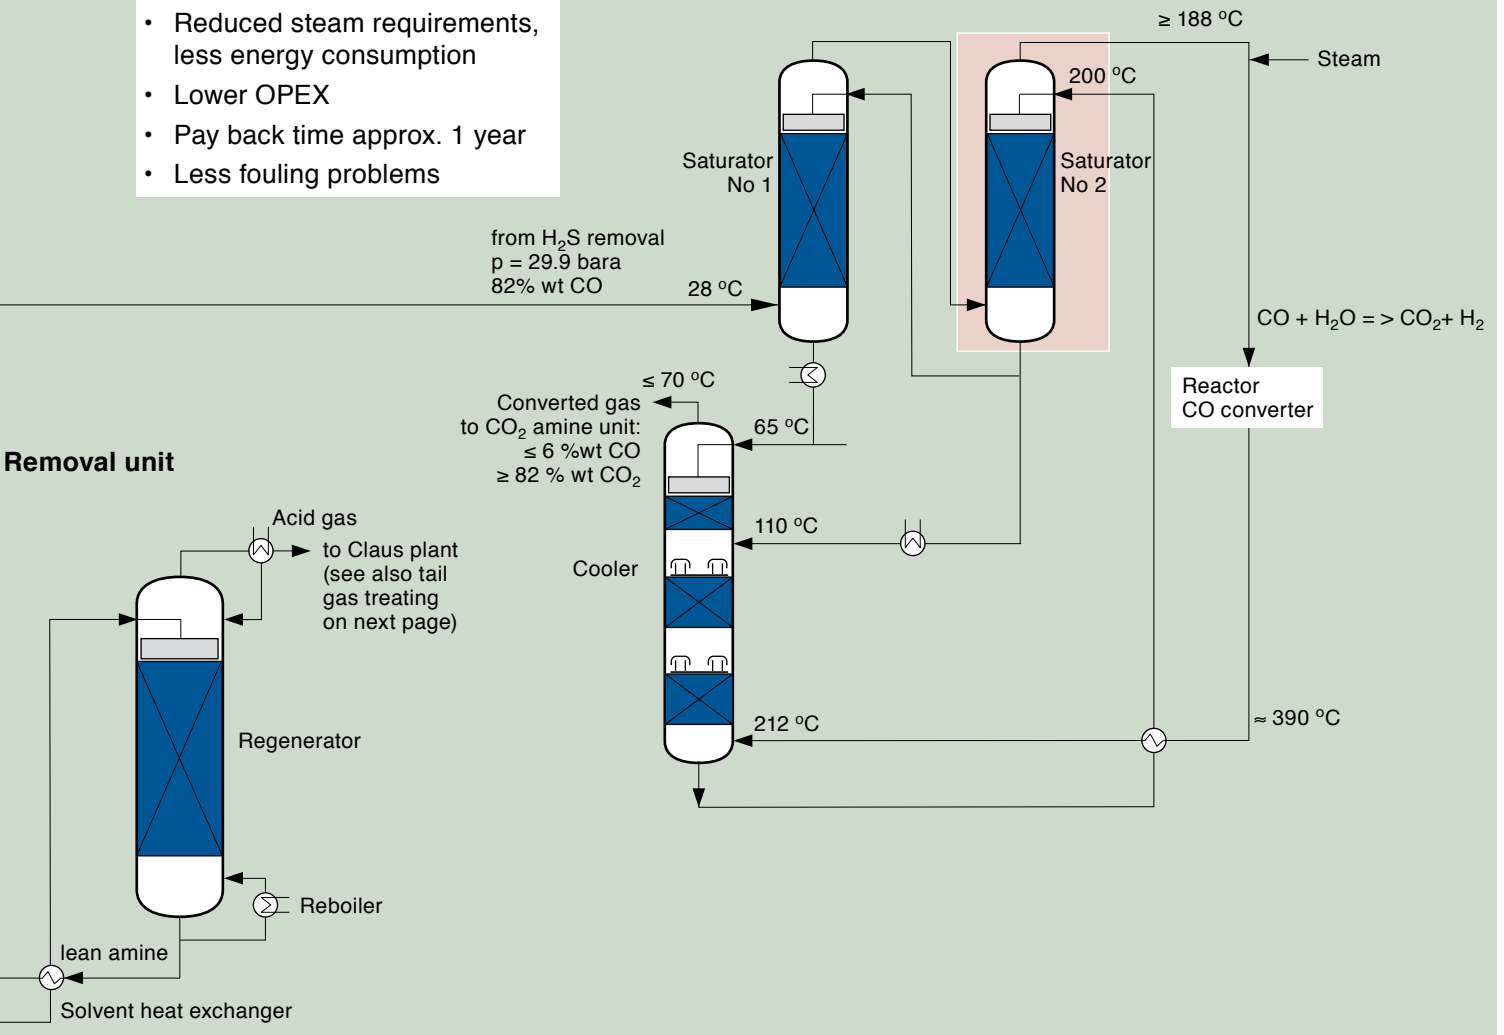 • Reduced steam requirements,
less energy consumption
• Lower OPEX
• Pay back time approx. 1 year
• Less fouling problems
≥ 188 °C
Steam
200 °C
Saturator
No 1
Saturator
No 2
from H₂S removal
p = 29.9 bara
82% wt CO
28 °C
CO + H₂O = > CO₂+ H₂
Reactor
CO converter
≤ 70 °C
Converted gas
to CO₂ amine unit:
≤ 6 %wt CO
≥ 82 % wt CO₂
65 °C
110 °C
Cooler
212 °C
≈ 390 °C
Removal unit
Acid gas
to Claus plant
(see also tail
gas treating
on next page)
Regenerator
Reboiler
lean amine
Solvent heat exchanger